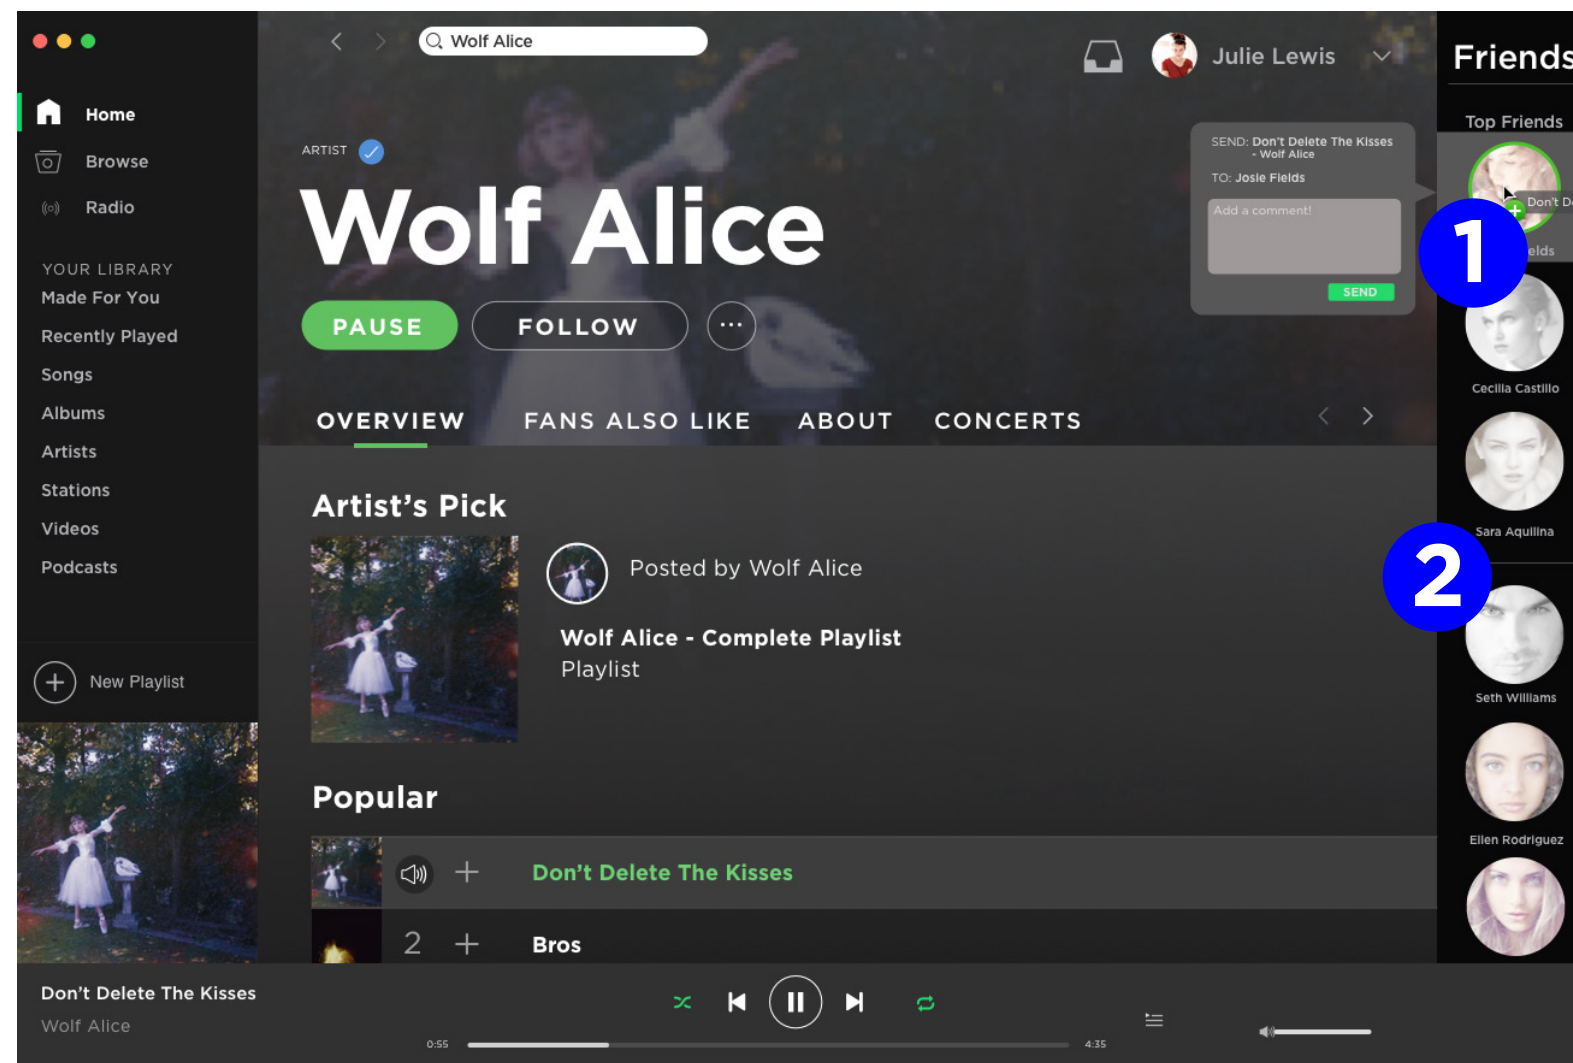 Wolf Alice
Julie Lewis
Friends
Home
Browse
Radio
YOUR LIBRARY
Made For You
Recently Played
Songs
Albums
Artists
Stations
Videos
Podcasts
New Playlist
ARTIST
Wolf Alice
PAUSE
FOLLOW
OVERVIEW
FANS ALSO LIKE
ABOUT
CONCERTS
SEND: Don't Delete The Kisses
- Wolf Alice
TO: Josie Fields
Add a comment!
SEND
Top Friends
Don't D
1
elds
Cecilia Castillo
Sara Aquilina
2
Seth Williams
Ellen Rodriguez
Artist's Pick
Posted by Wolf Alice
Wolf Alice - Complete Playlist
Playlist
Popular
Don't Delete The Kisses
2
Bros
Don't Delete The Kisses
Wolf Alice
0:55
4:35